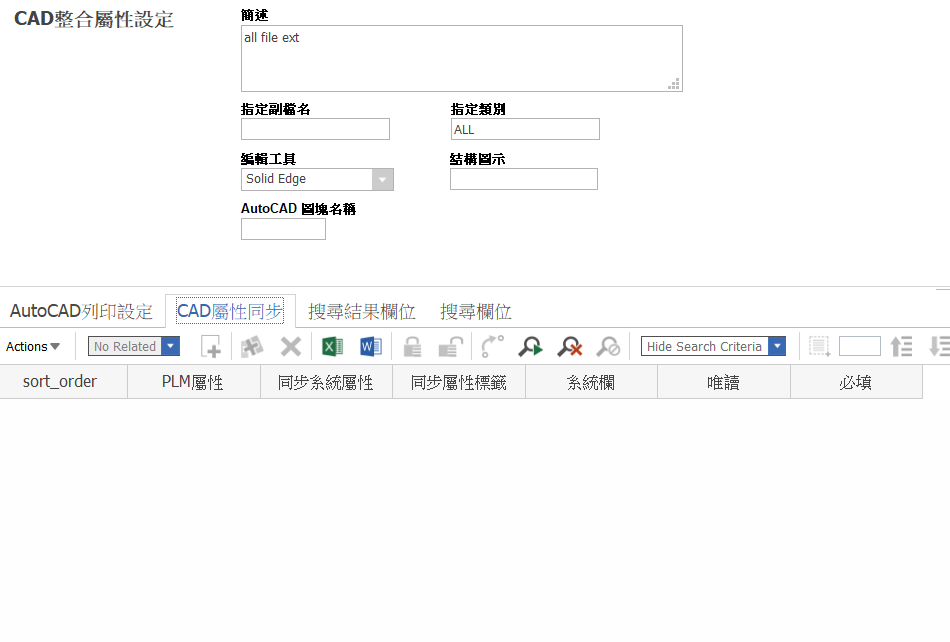 CAD整合屬性設定
簡述
all file ext
指定副檔名 指定類別
ALL
編輯工具 結構圖示
Solid Edge
AutoCAD 圖塊名稱
AutoCAD列印設定 CAD屬性同步 搜尋結果欄位 搜尋欄位
Actions No Related Hide Search Criteria
sort_order PLM屬性 同步系統屬性 同步屬性標籤 系統欄 唯讀 必填